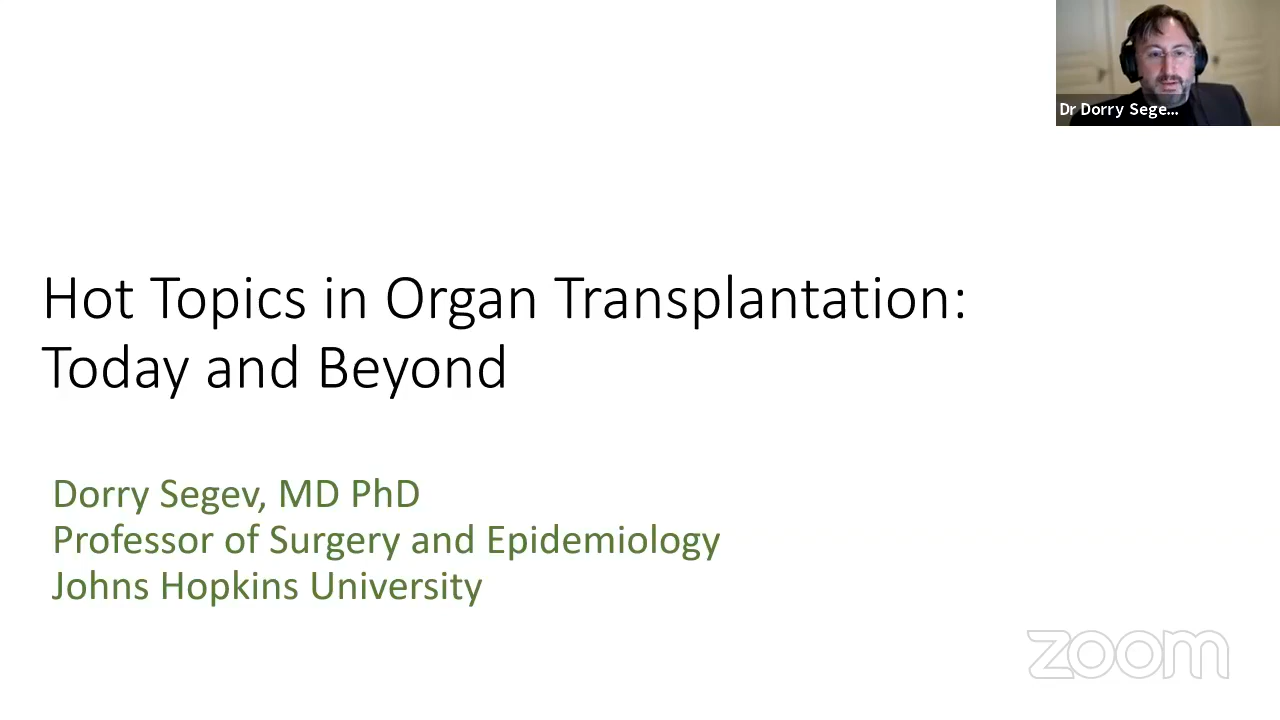 Dr Dorry Sege...
Hot Topics in Organ Transplantation:
Today and Beyond
Dorry Segev, MD PhD
Professor of Surgery and Epidemiology
Johns Hopkins University
zoom